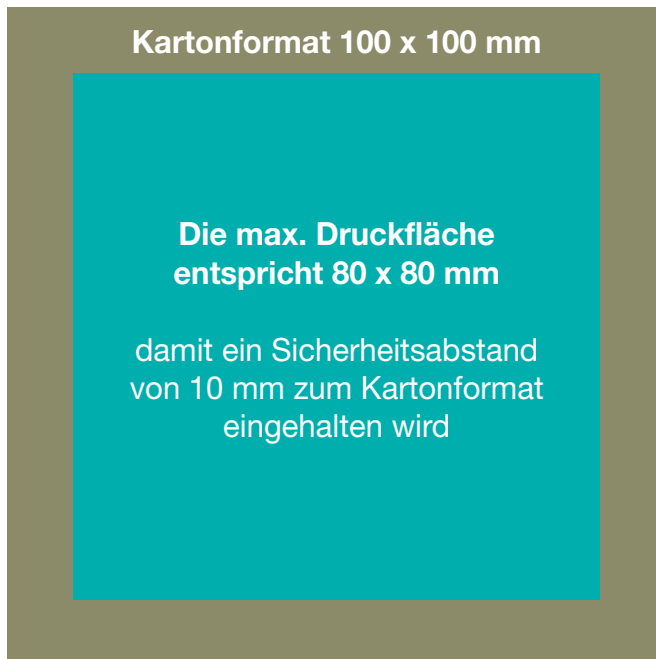 Kartonformat 100 x 100 mm
Die max. Druckfläche
entspricht 80 x 80 mm
damit ein Sicherheitsabstand
von 10 mm zum Kartonformat
eingehalten wird